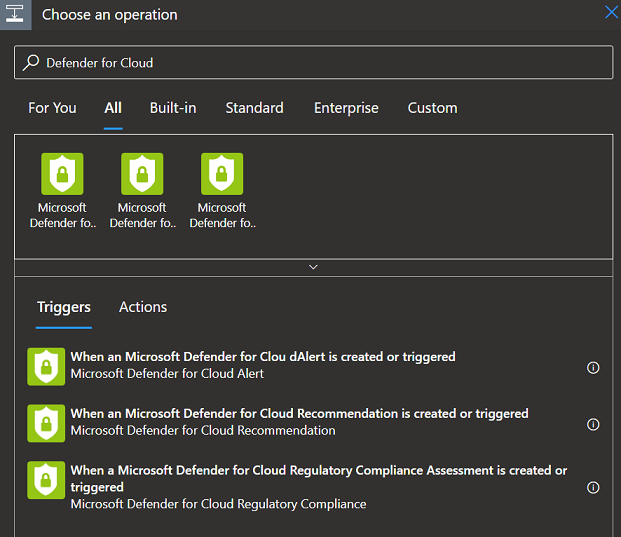 Choose an operation
Defender for Cloud
For You All Built-in Standard Enterprise Custom
Microsoft Defender fo.. Microsoft Defender fo.. Microsoft Defender fo..
Triggers Actions
When an Microsoft Defender for Clou dAlert is created or triggered
Microsoft Defender for Cloud Alert
When an Microsoft Defender for Cloud Recommendation is created or triggered
Microsoft Defender for Cloud Recommendation
When a Microsoft Defender for Cloud Regulatory Compliance Assessment is created or
triggered
Microsoft Defender for Cloud Regulatory Compliance